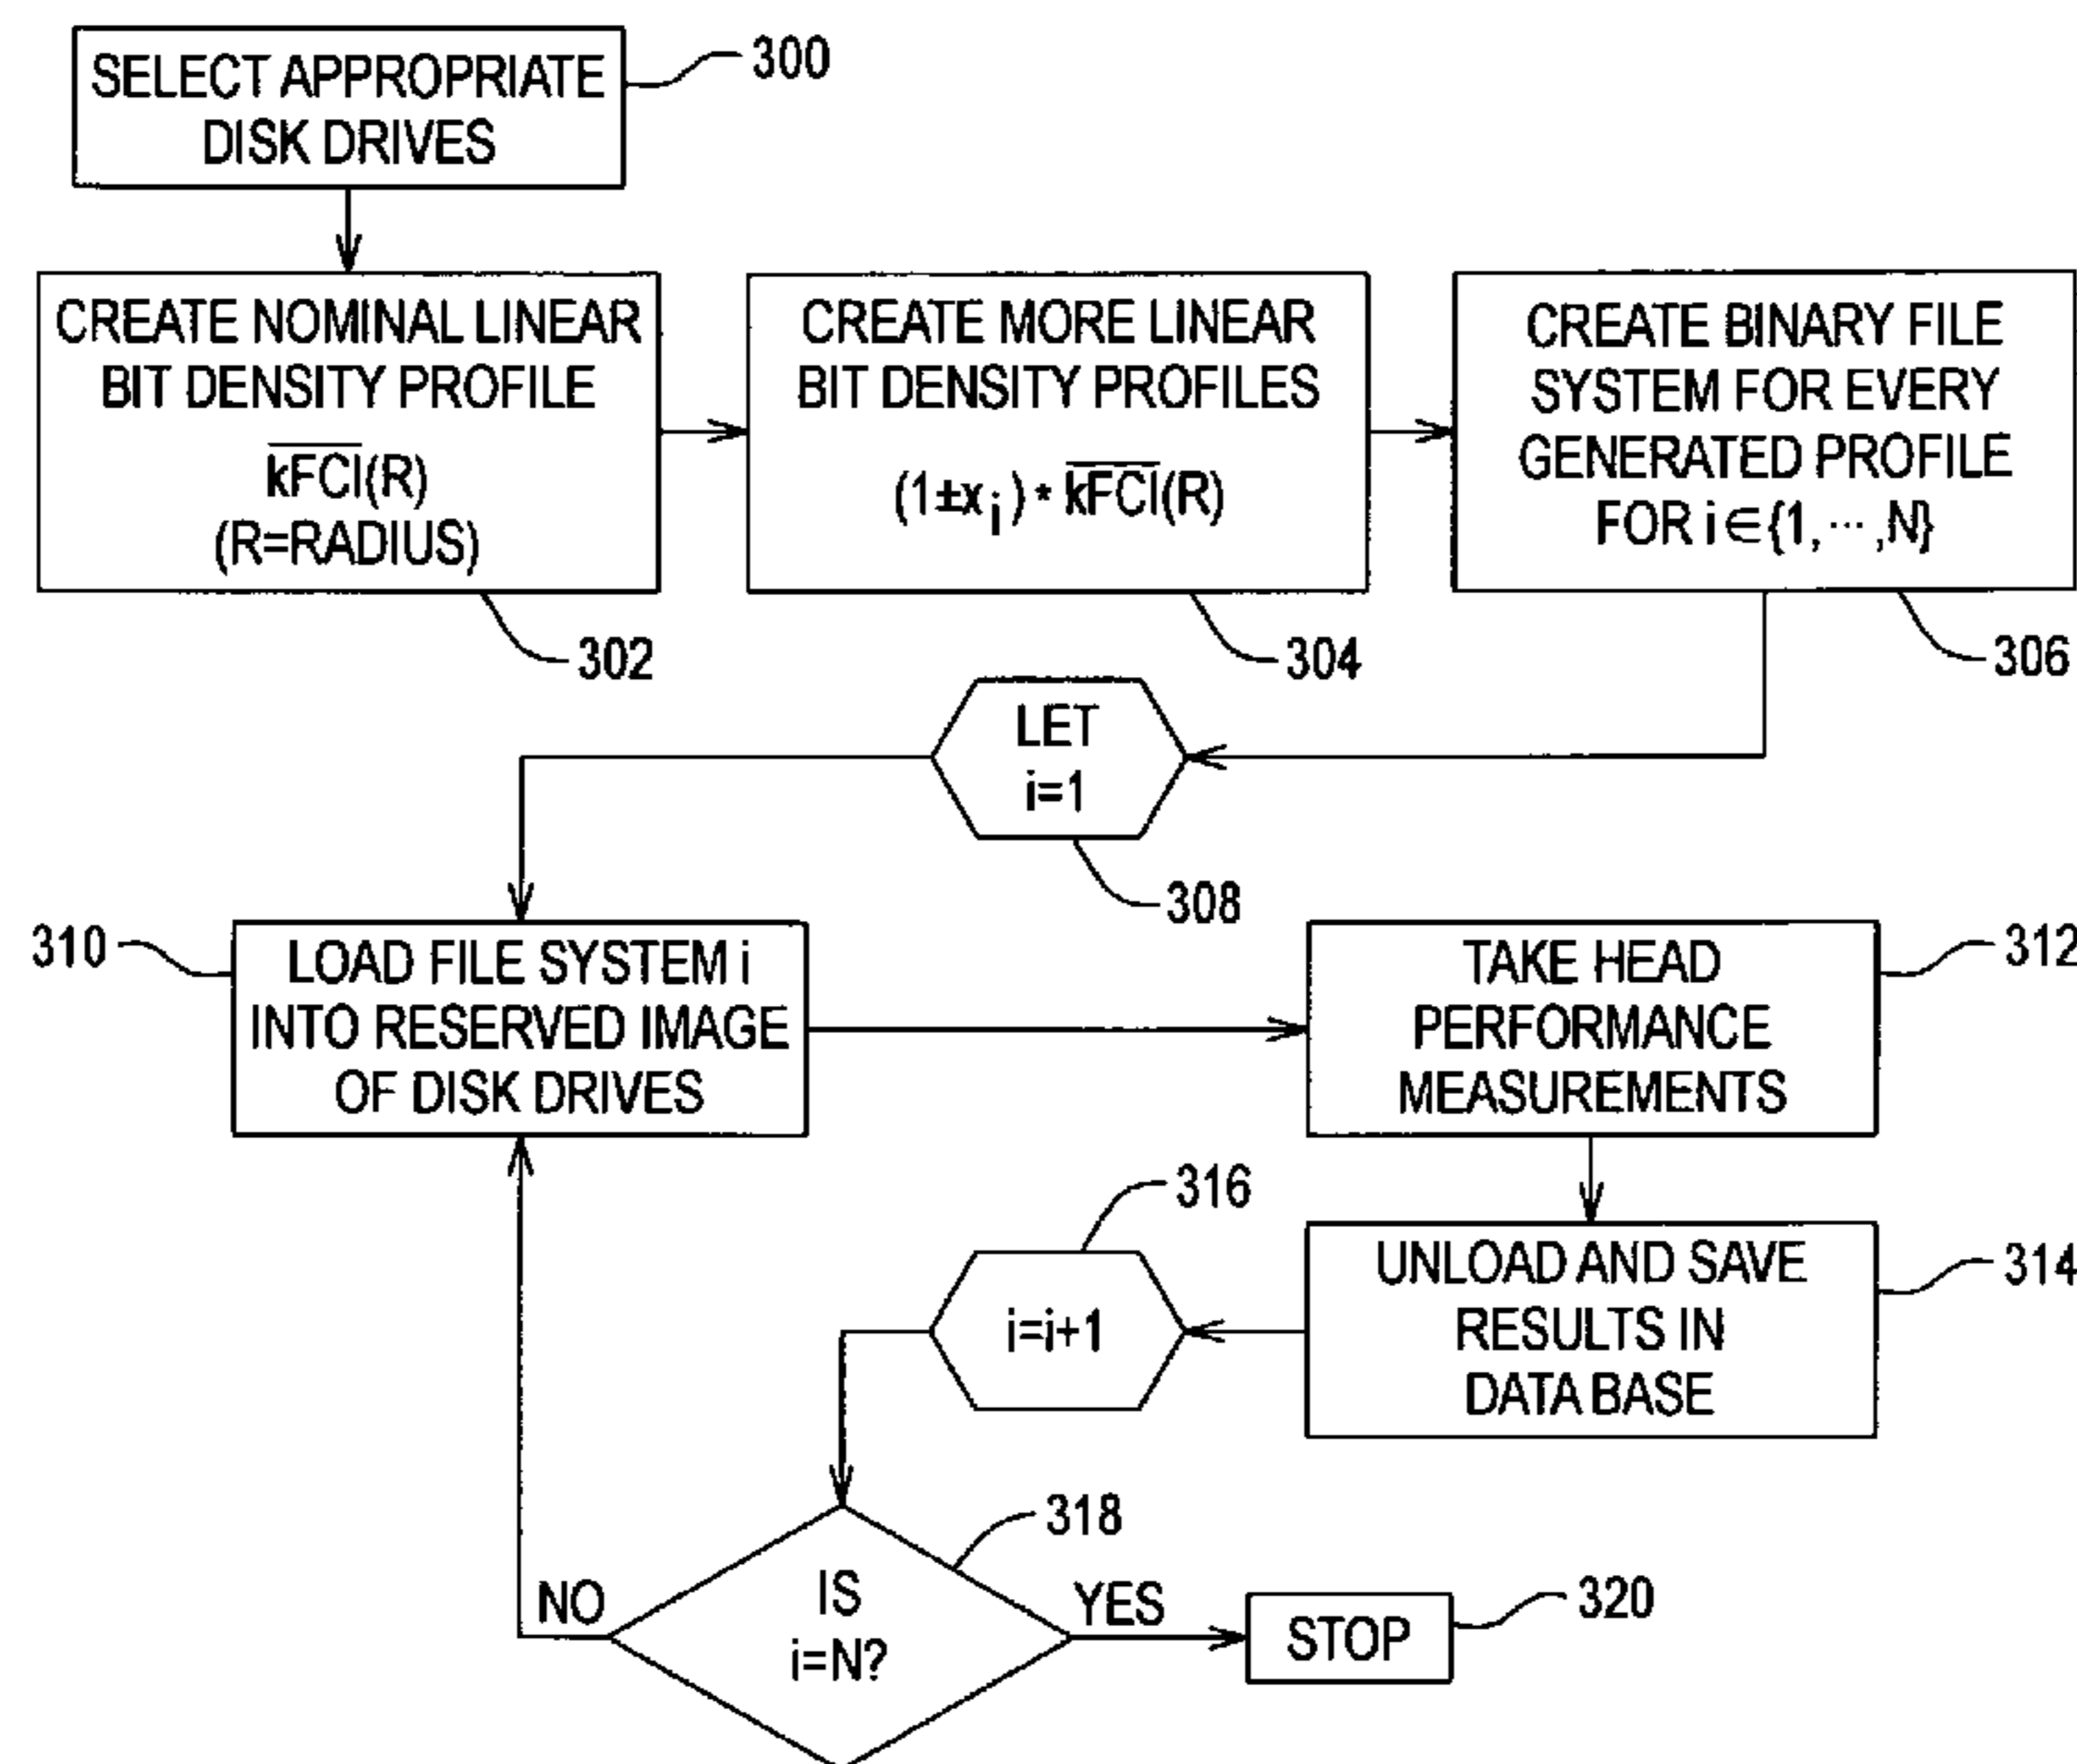 SELECT APPROPRIATE
DISK DRIVES
300
CREATE NOMINAL LINEAR
BIT DENSITY PROFILE
k̅F̅C̅I̅(R)
(R=RADIUS)
302
CREATE MORE LINEAR
BIT DENSITY PROFILES
(1±xᵢ) * k̅F̅C̅I̅(R)
304
CREATE BINARY FILE
SYSTEM FOR EVERY
GENERATED PROFILE
FOR i∈{1,···,N}
306
LET
i=1
308
310
LOAD FILE SYSTEM i
INTO RESERVED IMAGE
OF DISK DRIVES
TAKE HEAD
PERFORMANCE
MEASUREMENTS
312
UNLOAD AND SAVE
RESULTS IN
DATA BASE
314
316
i=i+1
318
IS
i=N?
NO
YES
STOP
320